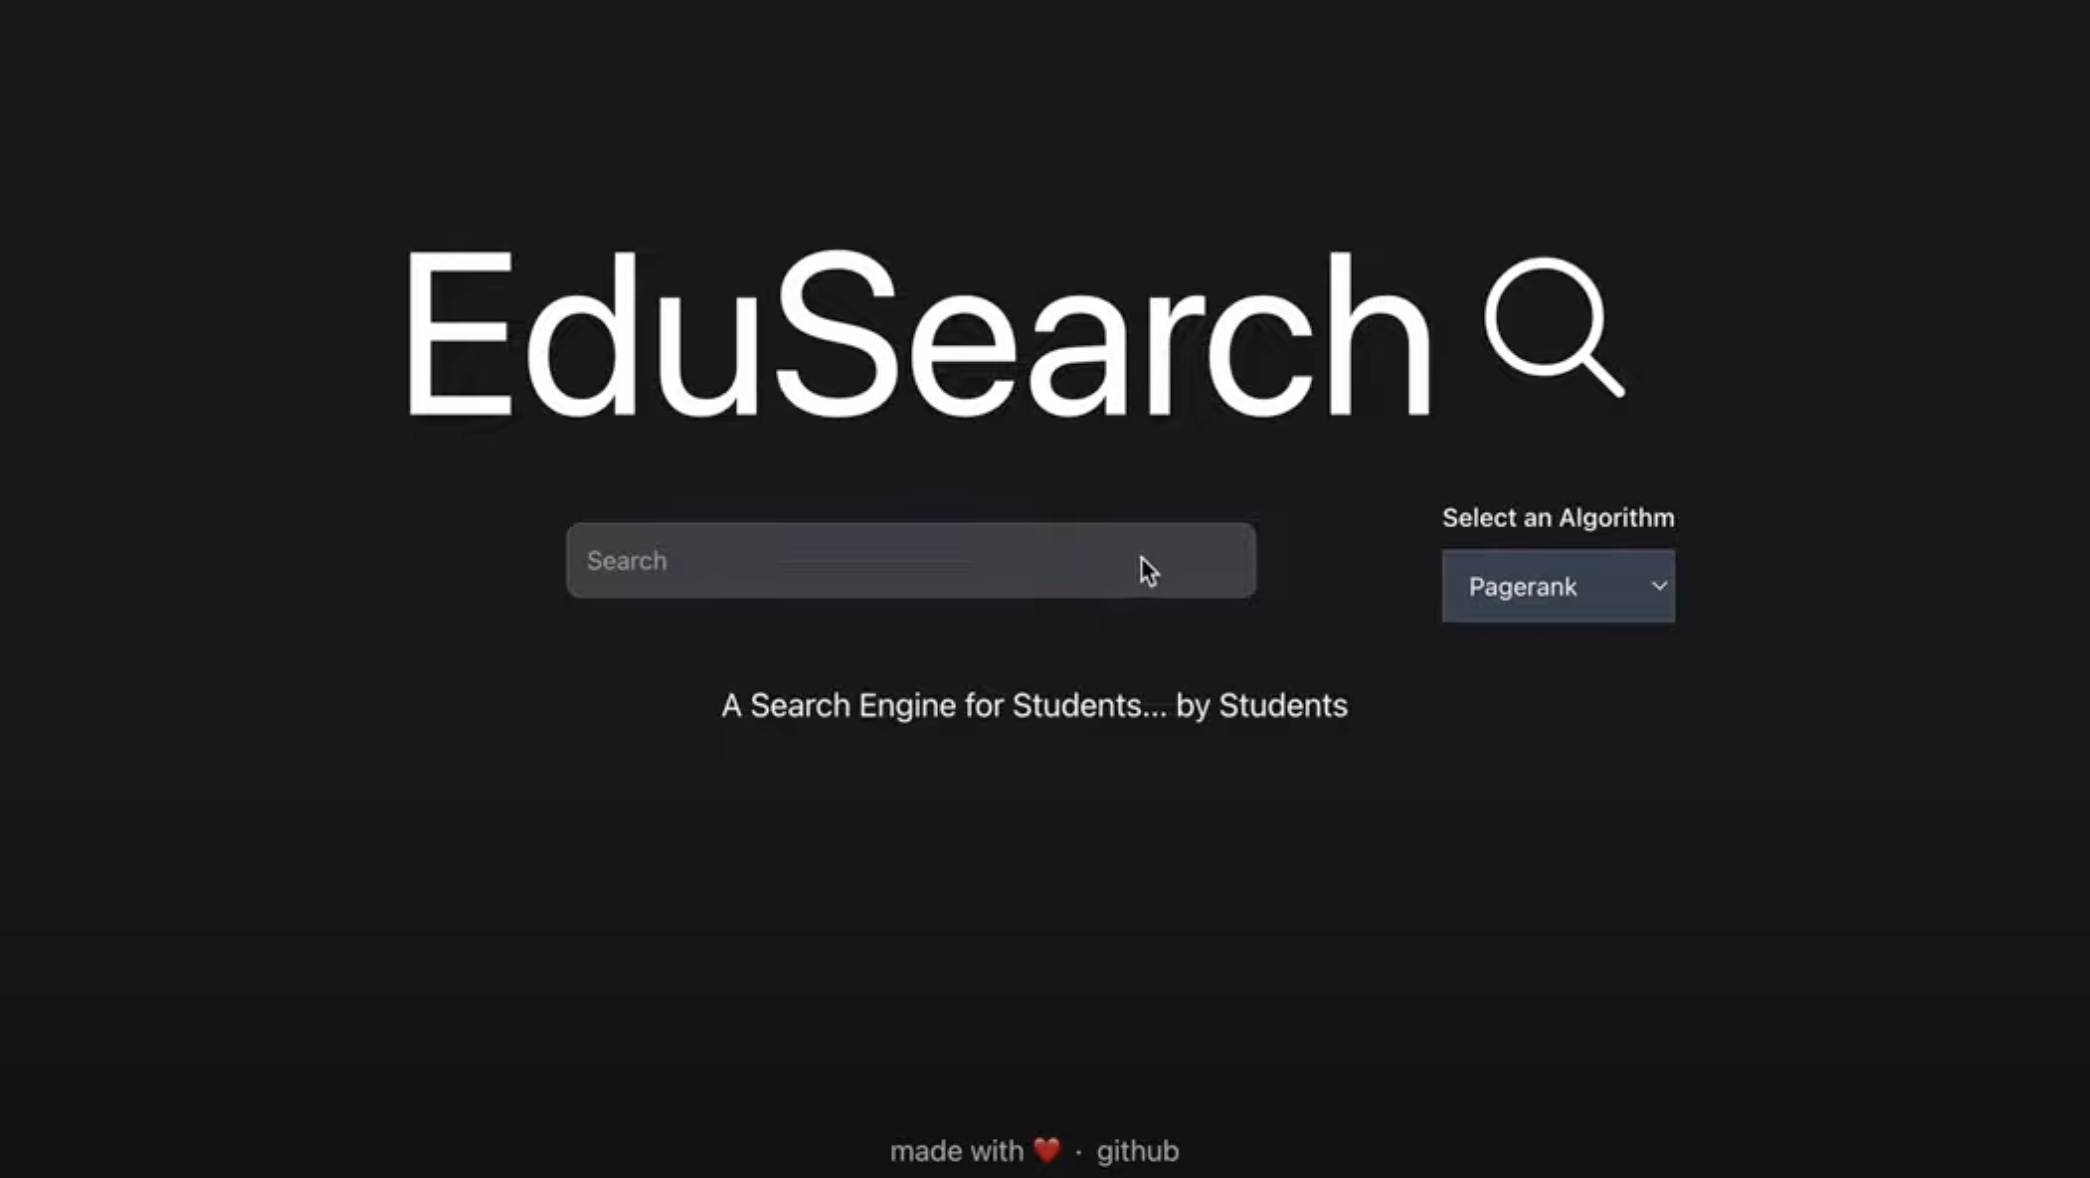 EduSearch
Search
Select an Algorithm
Pagerank
A Search Engine for Students... by Students
made with ❤️ · github